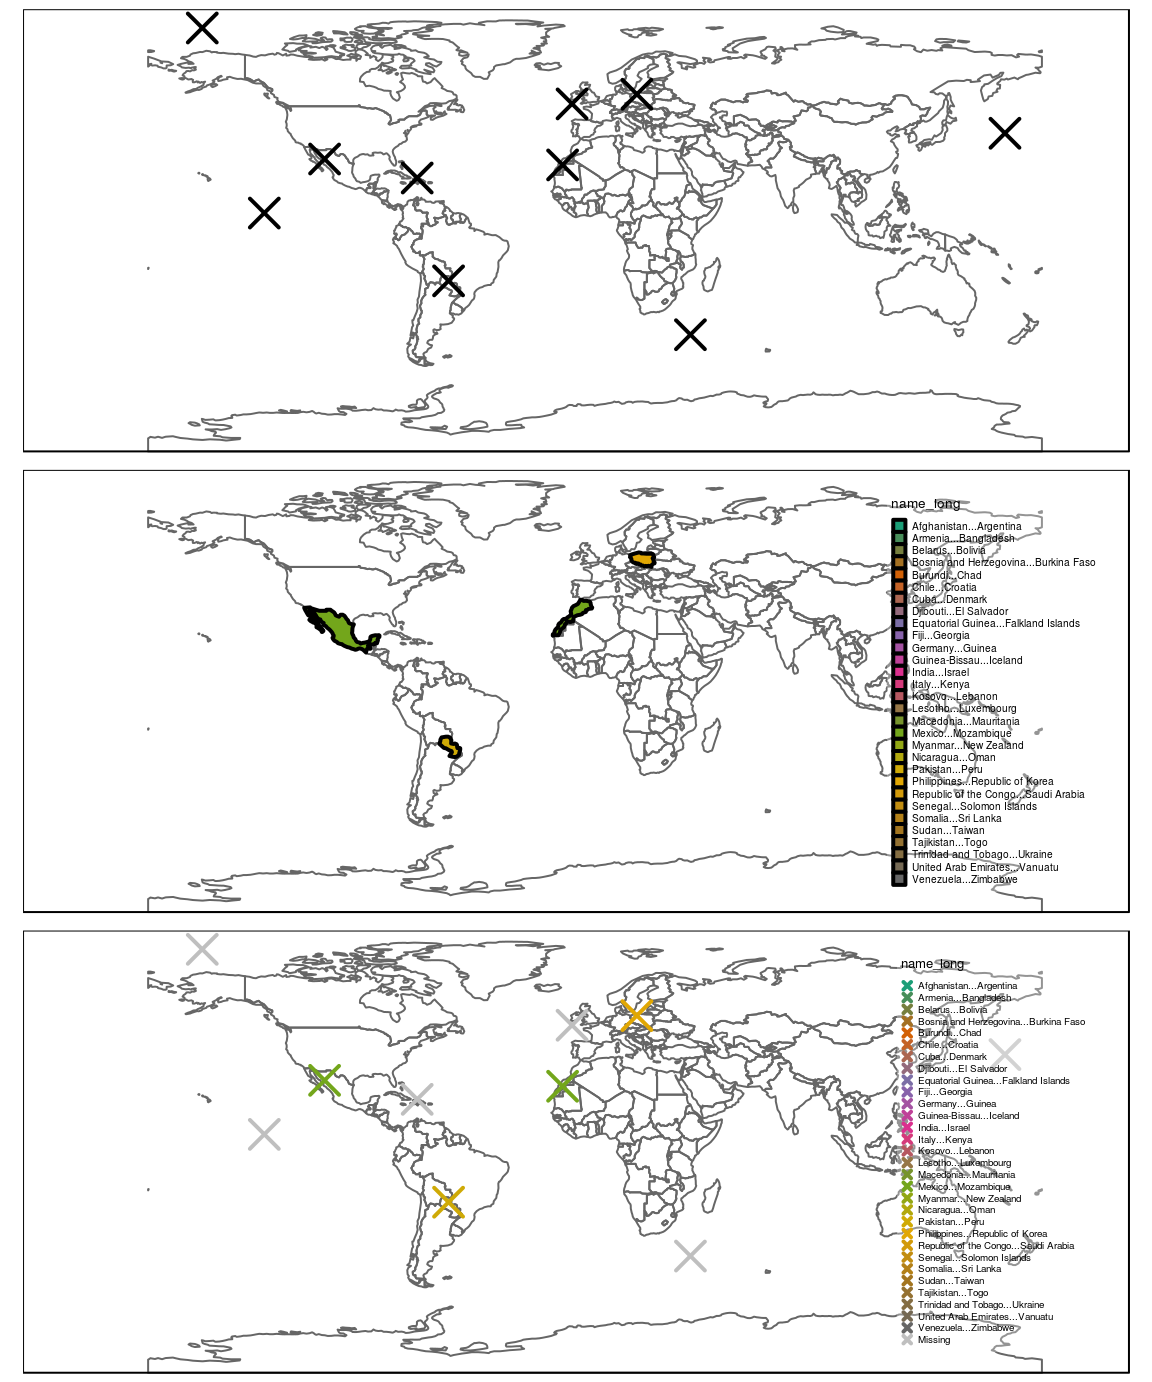 name_long
Afghanistan...Argentina
Armenia...Bangladesh
Belarus...Bolivia
Bosnia and Herzegovina...Burkina Faso
Burundi...Chad
Chile...Croatia
Cuba...Denmark
Djibouti...El Salvador
Equatorial Guinea...Falkland Islands
Fiji...Georgia
Germany...Guinea
Guinea-Bissau...Iceland
India...Israel
Italy...Kenya
Kosovo...Lebanon
Lesotho...Luxembourg
Macedonia...Mauritania
Mexico...Mozambique
Myanmar...New Zealand
Nicaragua...Oman
Pakistan...Peru
Philippines...Republic of Korea
Republic of the Congo...Saudi Arabia
Senegal...Solomon Islands
Somalia...Sri Lanka
Sudan...Taiwan
Tajikistan...Togo
Trinidad and Tobago...Ukraine
United Arab Emirates...Vanuatu
Venezuela...Zimbabwe
name_long
Afghanistan...Argentina
Armenia...Bangladesh
Belarus...Bolivia
Bosnia and Herzegovina...Burkina Faso
Burundi...Chad
Chile...Croatia
Cuba...Denmark
Djibouti...El Salvador
Equatorial Guinea...Falkland Islands
Fiji...Georgia
Germany...Guinea
Guinea-Bissau...Iceland
India...Israel
Italy...Kenya
Kosovo...Lebanon
Lesotho...Luxembourg
Macedonia...Mauritania
Mexico...Mozambique
Myanmar...New Zealand
Nicaragua...Oman
Pakistan...Peru
Philippines...Republic of Korea
Republic of the Congo...Saudi Arabia
Senegal...Solomon Islands
Somalia...Sri Lanka
Sudan...Taiwan
Tajikistan...Togo
Trinidad and Tobago...Ukraine
United Arab Emirates...Vanuatu
Venezuela...Zimbabwe
Missing